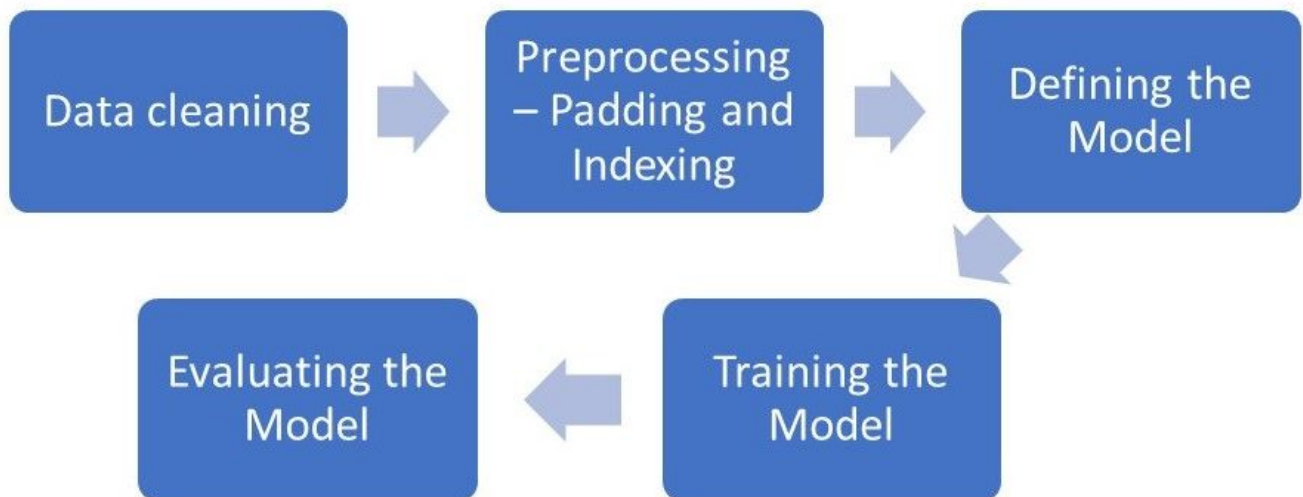 Data cleaning
Preprocessing
– Padding and
Indexing
Defining the
Model
Training the
Model
Evaluating the
Model